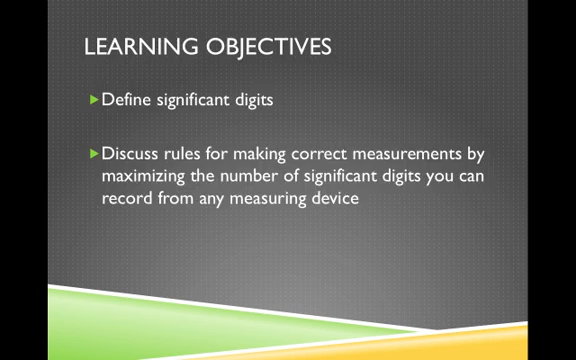 LEARNING OBJECTIVES
Define significant digits
Discuss rules for making correct measurements by
maximizing the number of significant digits you can
record from any measuring device